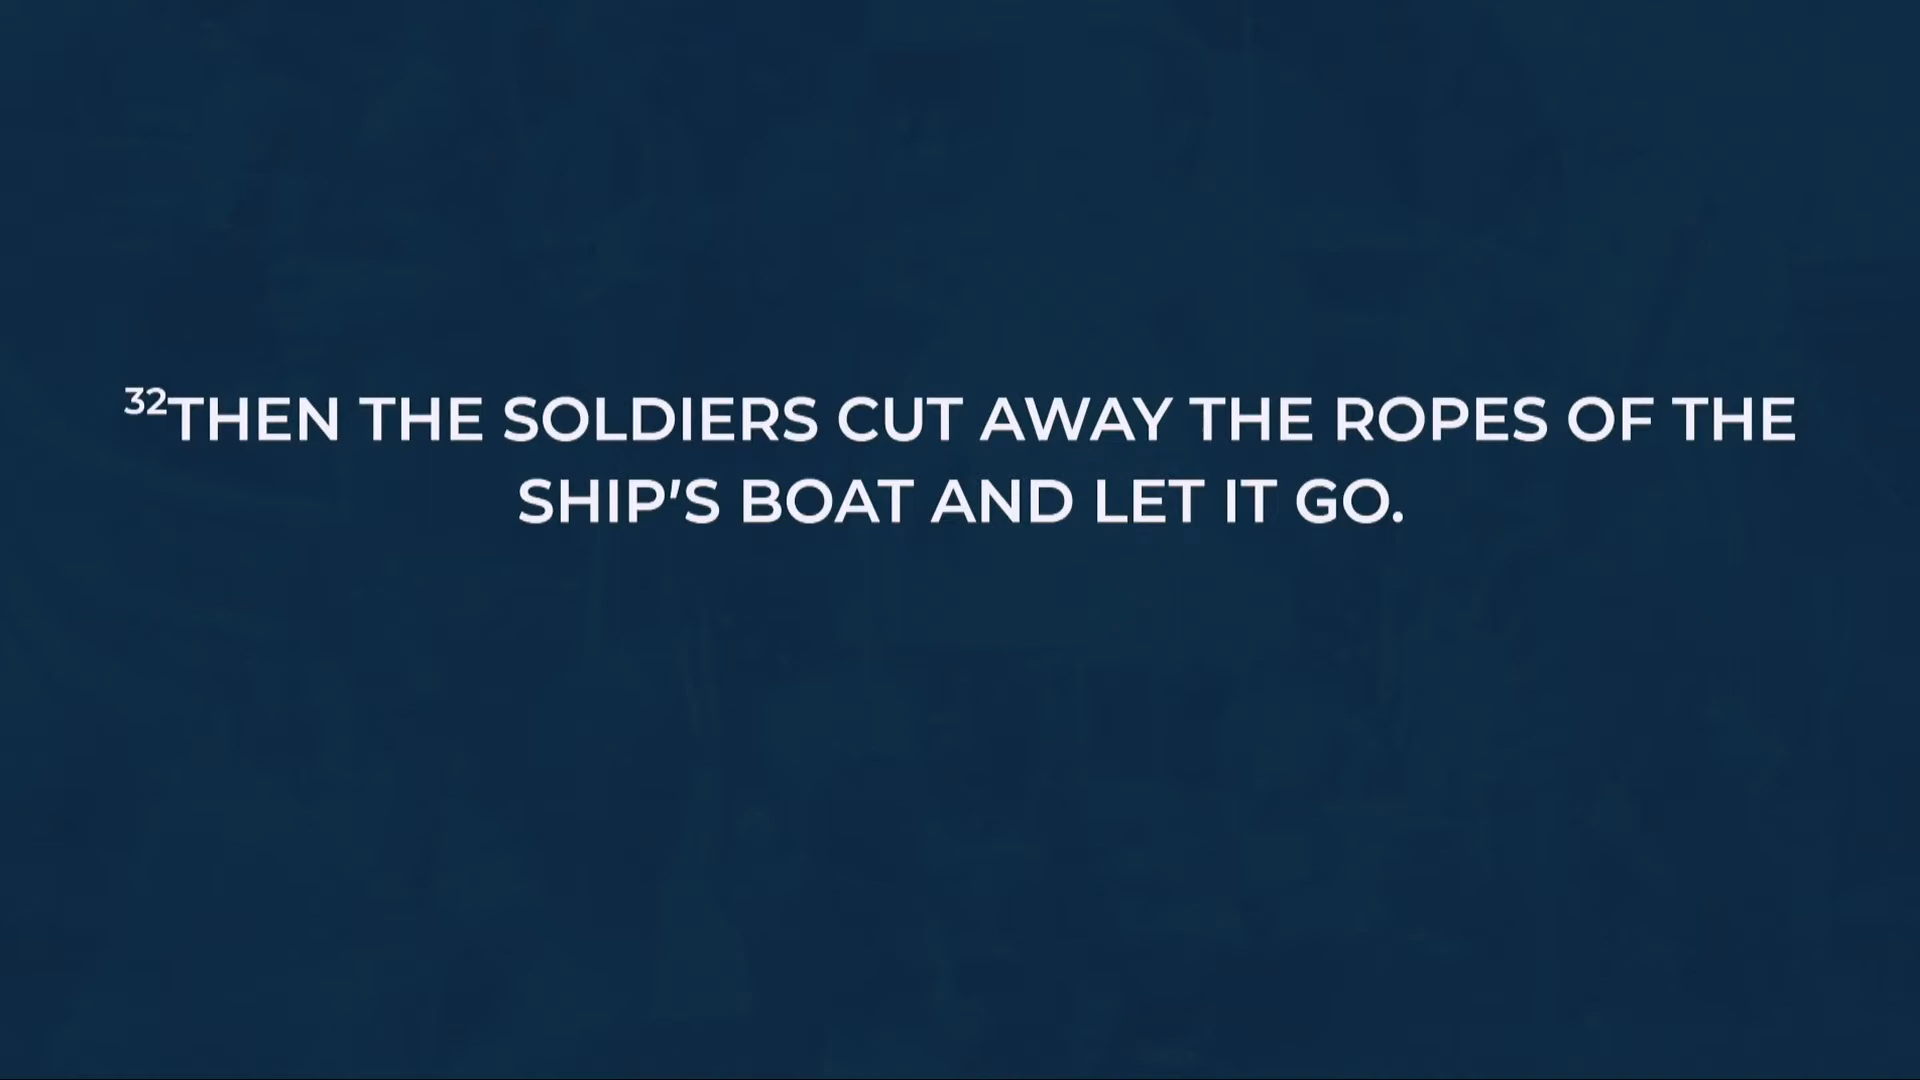 ³²THEN THE SOLDIERS CUT AWAY THE ROPES OF THE
SHIP'S BOAT AND LET IT GO.